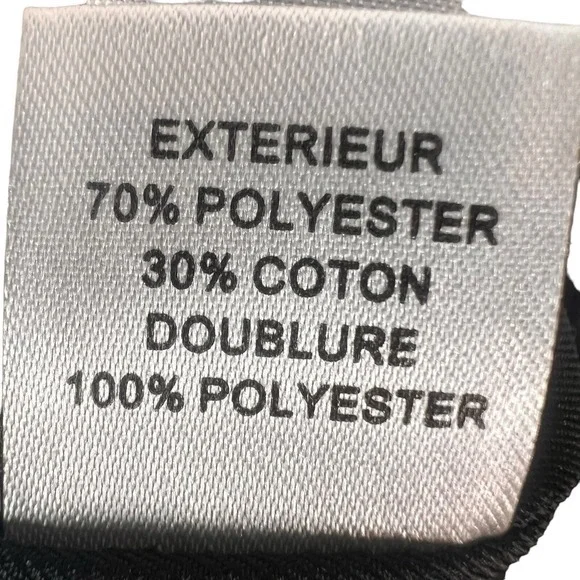 EXTERIEUR
70% POLYESTER
30% COTON
DOUBLURE
100% POLYESTER